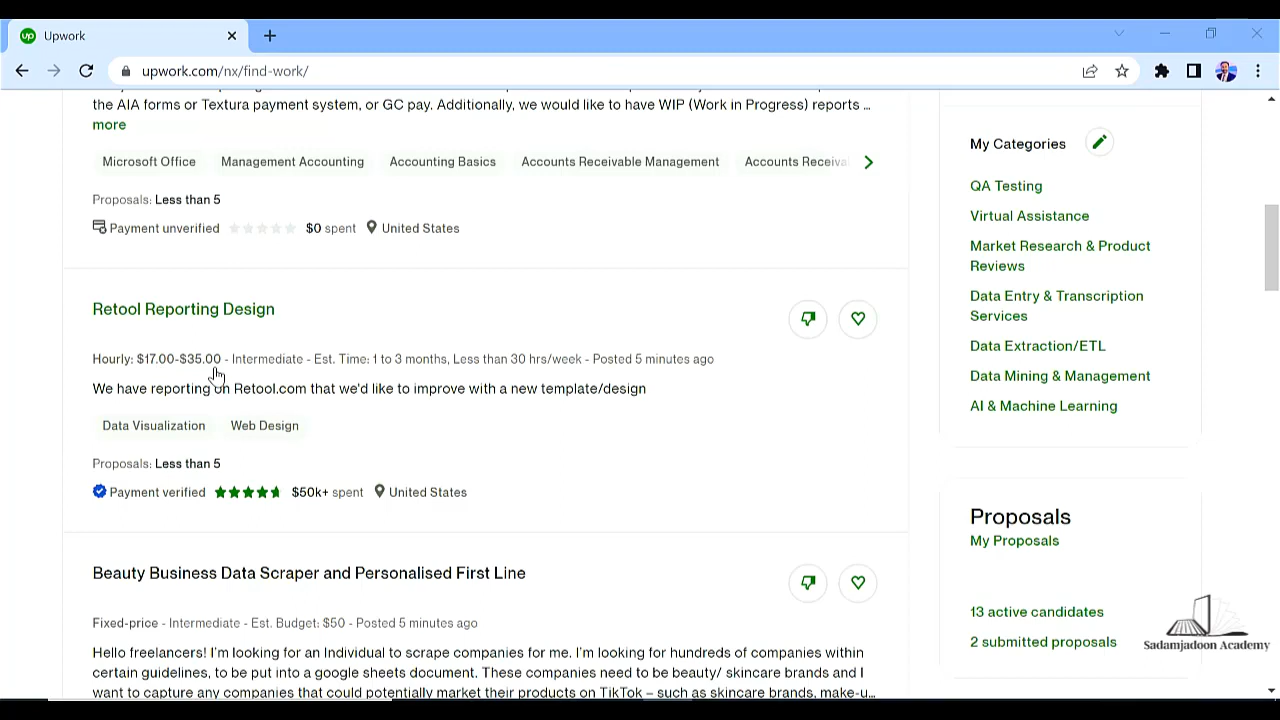 Upwork
upwork.com/nx/find-work/
the AIA forms or Textura payment system, or GC pay. Additionally, we would like to have WIP (Work in Progress) reports ...
more
Microsoft Office Management Accounting Accounting Basics Accounts Receivable Management Accounts Receiva
Proposals: Less than 5
Payment unverified $0 spent United States
Retool Reporting Design
Hourly: $17.00-$35.00 - Intermediate - Est. Time: 1 to 3 months, Less than 30 hrs/week - Posted 5 minutes ago
We have reporting on Retool.com that we'd like to improve with a new template/design
Data Visualization Web Design
Proposals: Less than 5
Payment verified $50k+ spent United States
Beauty Business Data Scraper and Personalised First Line
Fixed-price - Intermediate - Est. Budget: $50 - Posted 5 minutes ago
Hello freelancers! I'm looking for an Individual to scrape companies for me. I'm looking for hundreds of companies within
certain guidelines, to be put into a google sheets document. These companies need to be beauty/ skincare brands and I
want to capture any companies that could potentially market their products on TikTok – such as skincare brands, make-u...
My Categories
QA Testing
Virtual Assistance
Market Research & Product
Reviews
Data Entry & Transcription
Services
Data Extraction/ETL
Data Mining & Management
AI & Machine Learning
Proposals
My Proposals
13 active candidates
2 submitted proposals
Sadamjadoon Academy